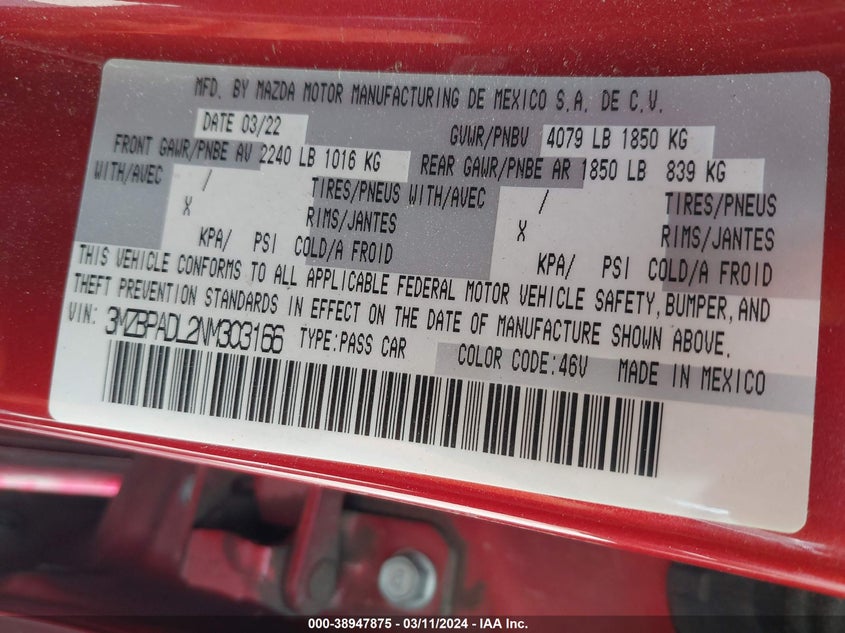 MFD. BY MAZDA MOTOR MANUFACTURING DE MEXICO S.A. DE C.V.
DATE 03/22 GVWR/PNBV 4079 LB 1850 KG
FRONT GAWR/PNBE AV 2240 LB 1016 KG REAR GAWR/PNBE AR 1850 LB 839 KG
WITH/AVEC / TIRES/PNEUS WITH/AVEC / TIRES/PNEUS
X RIMS/JANTES X RIMS/JANTES
KPA/ PSI COLD/A FROID KPA/ PSI COLD/A FROID
THIS VEHICLE CONFORMS TO ALL APPLICABLE FEDERAL MOTOR VEHICLE SAFETY, BUMPER, AND
THEFT PREVENTION STANDARDS IN EFFECT ON THE DATE OF MANUFACTURE SHOWN ABOVE.
VIN: 3MZBPADL2NM303166 TYPE:PASS CAR COLOR CODE:46V MADE IN MEXICO
000-38947875 - 03/11/2024 - IAA Inc.